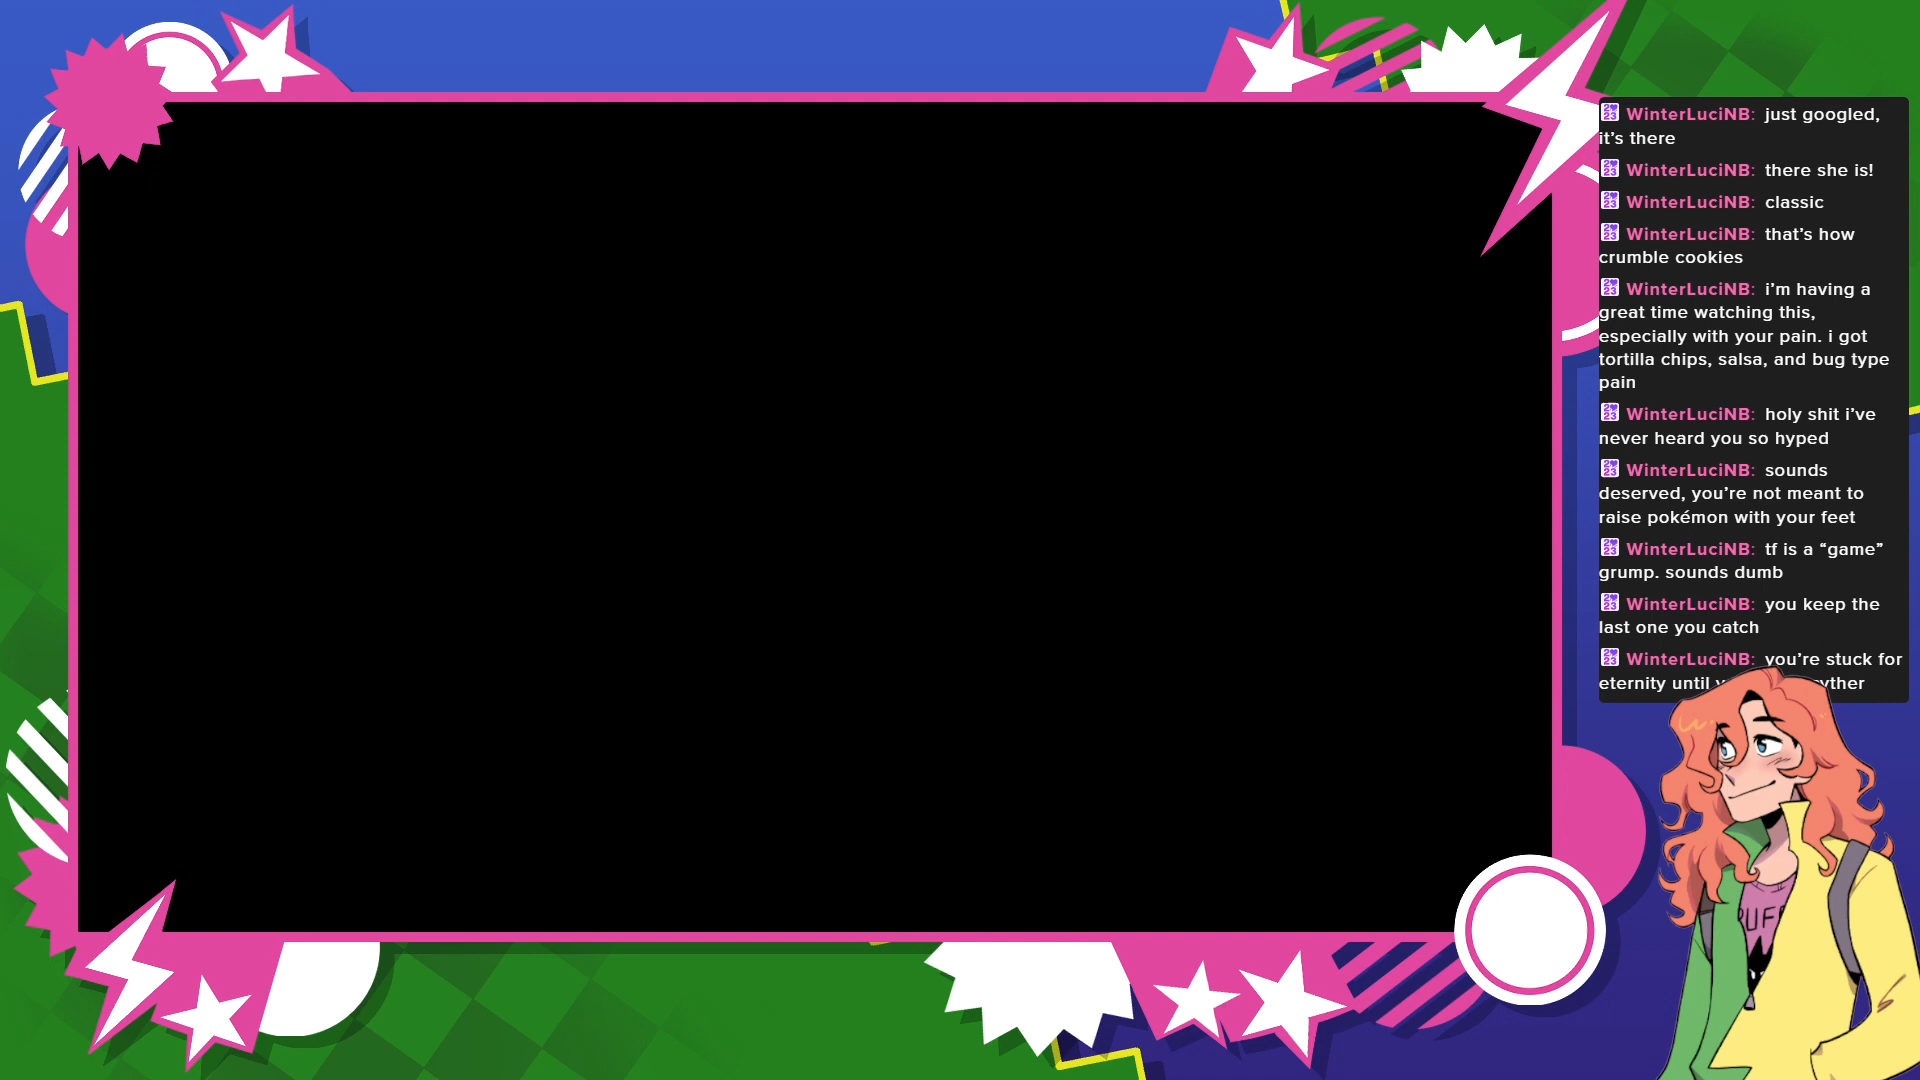 WinterLuciNB: just googled,
it's there
WinterLuciNB: there she is!
WinterLuciNB: classic
WinterLuciNB: that's how
crumble cookies
WinterLuciNB: i'm having a
great time watching this,
especially with your pain. i got
tortilla chips, salsa, and bug type
pain
WinterLuciNB: holy shit i've
never heard you so hyped
WinterLuciNB: sounds
deserved, you're not meant to
raise pokémon with your feet
WinterLuciNB: tf is a “game”
grump. sounds dumb
WinterLuciNB: you keep the
last one you catch
WinterLuciNB: you're stuck for
eternity until